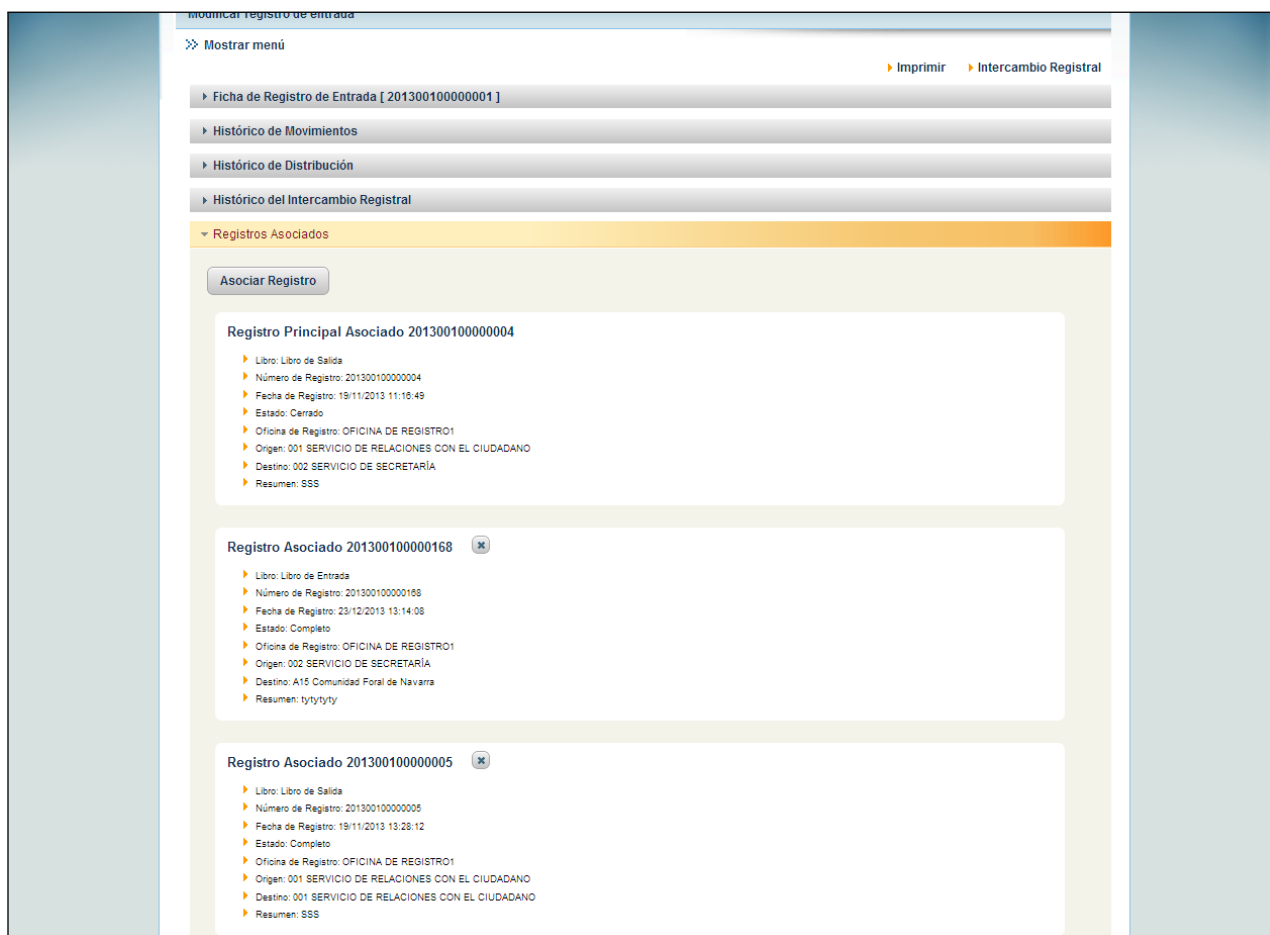 Modificar registro de entrada
Mostrar menú
Imprimir Intercambio Registral
Ficha de Registro de Entrada [ 201300100000001 ]
Histórico de Movimientos
Histórico de Distribución
Histórico del Intercambio Registral
Registros Asociados
Asociar Registro
Registro Principal Asociado 201300100000004
Libro: Libro de Salida
Número de Registro: 201300100000004
Fecha de Registro: 19/11/2013 11:16:49
Estado: Cerrado
Oficina de Registro: OFICINA DE REGISTRO1
Origen: 001 SERVICIO DE RELACIONES CON EL CIUDADANO
Destino: 002 SERVICIO DE SECRETARÍA
Resumen: SSS
Registro Asociado 201300100000168
Libro: Libro de Entrada
Número de Registro: 201300100000168
Fecha de Registro: 23/12/2013 13:14:08
Estado: Completo
Oficina de Registro: OFICINA DE REGISTRO1
Origen: 002 SERVICIO DE SECRETARÍA
Destino: A15 Comunidad Foral de Navarra
Resumen: tytytyty
Registro Asociado 201300100000005
Libro: Libro de Salida
Número de Registro: 201300100000005
Fecha de Registro: 19/11/2013 13:28:12
Estado: Completo
Oficina de Registro: OFICINA DE REGISTRO1
Origen: 001 SERVICIO DE RELACIONES CON EL CIUDADANO
Destino: 001 SERVICIO DE RELACIONES CON EL CIUDADANO
Resumen: SSS